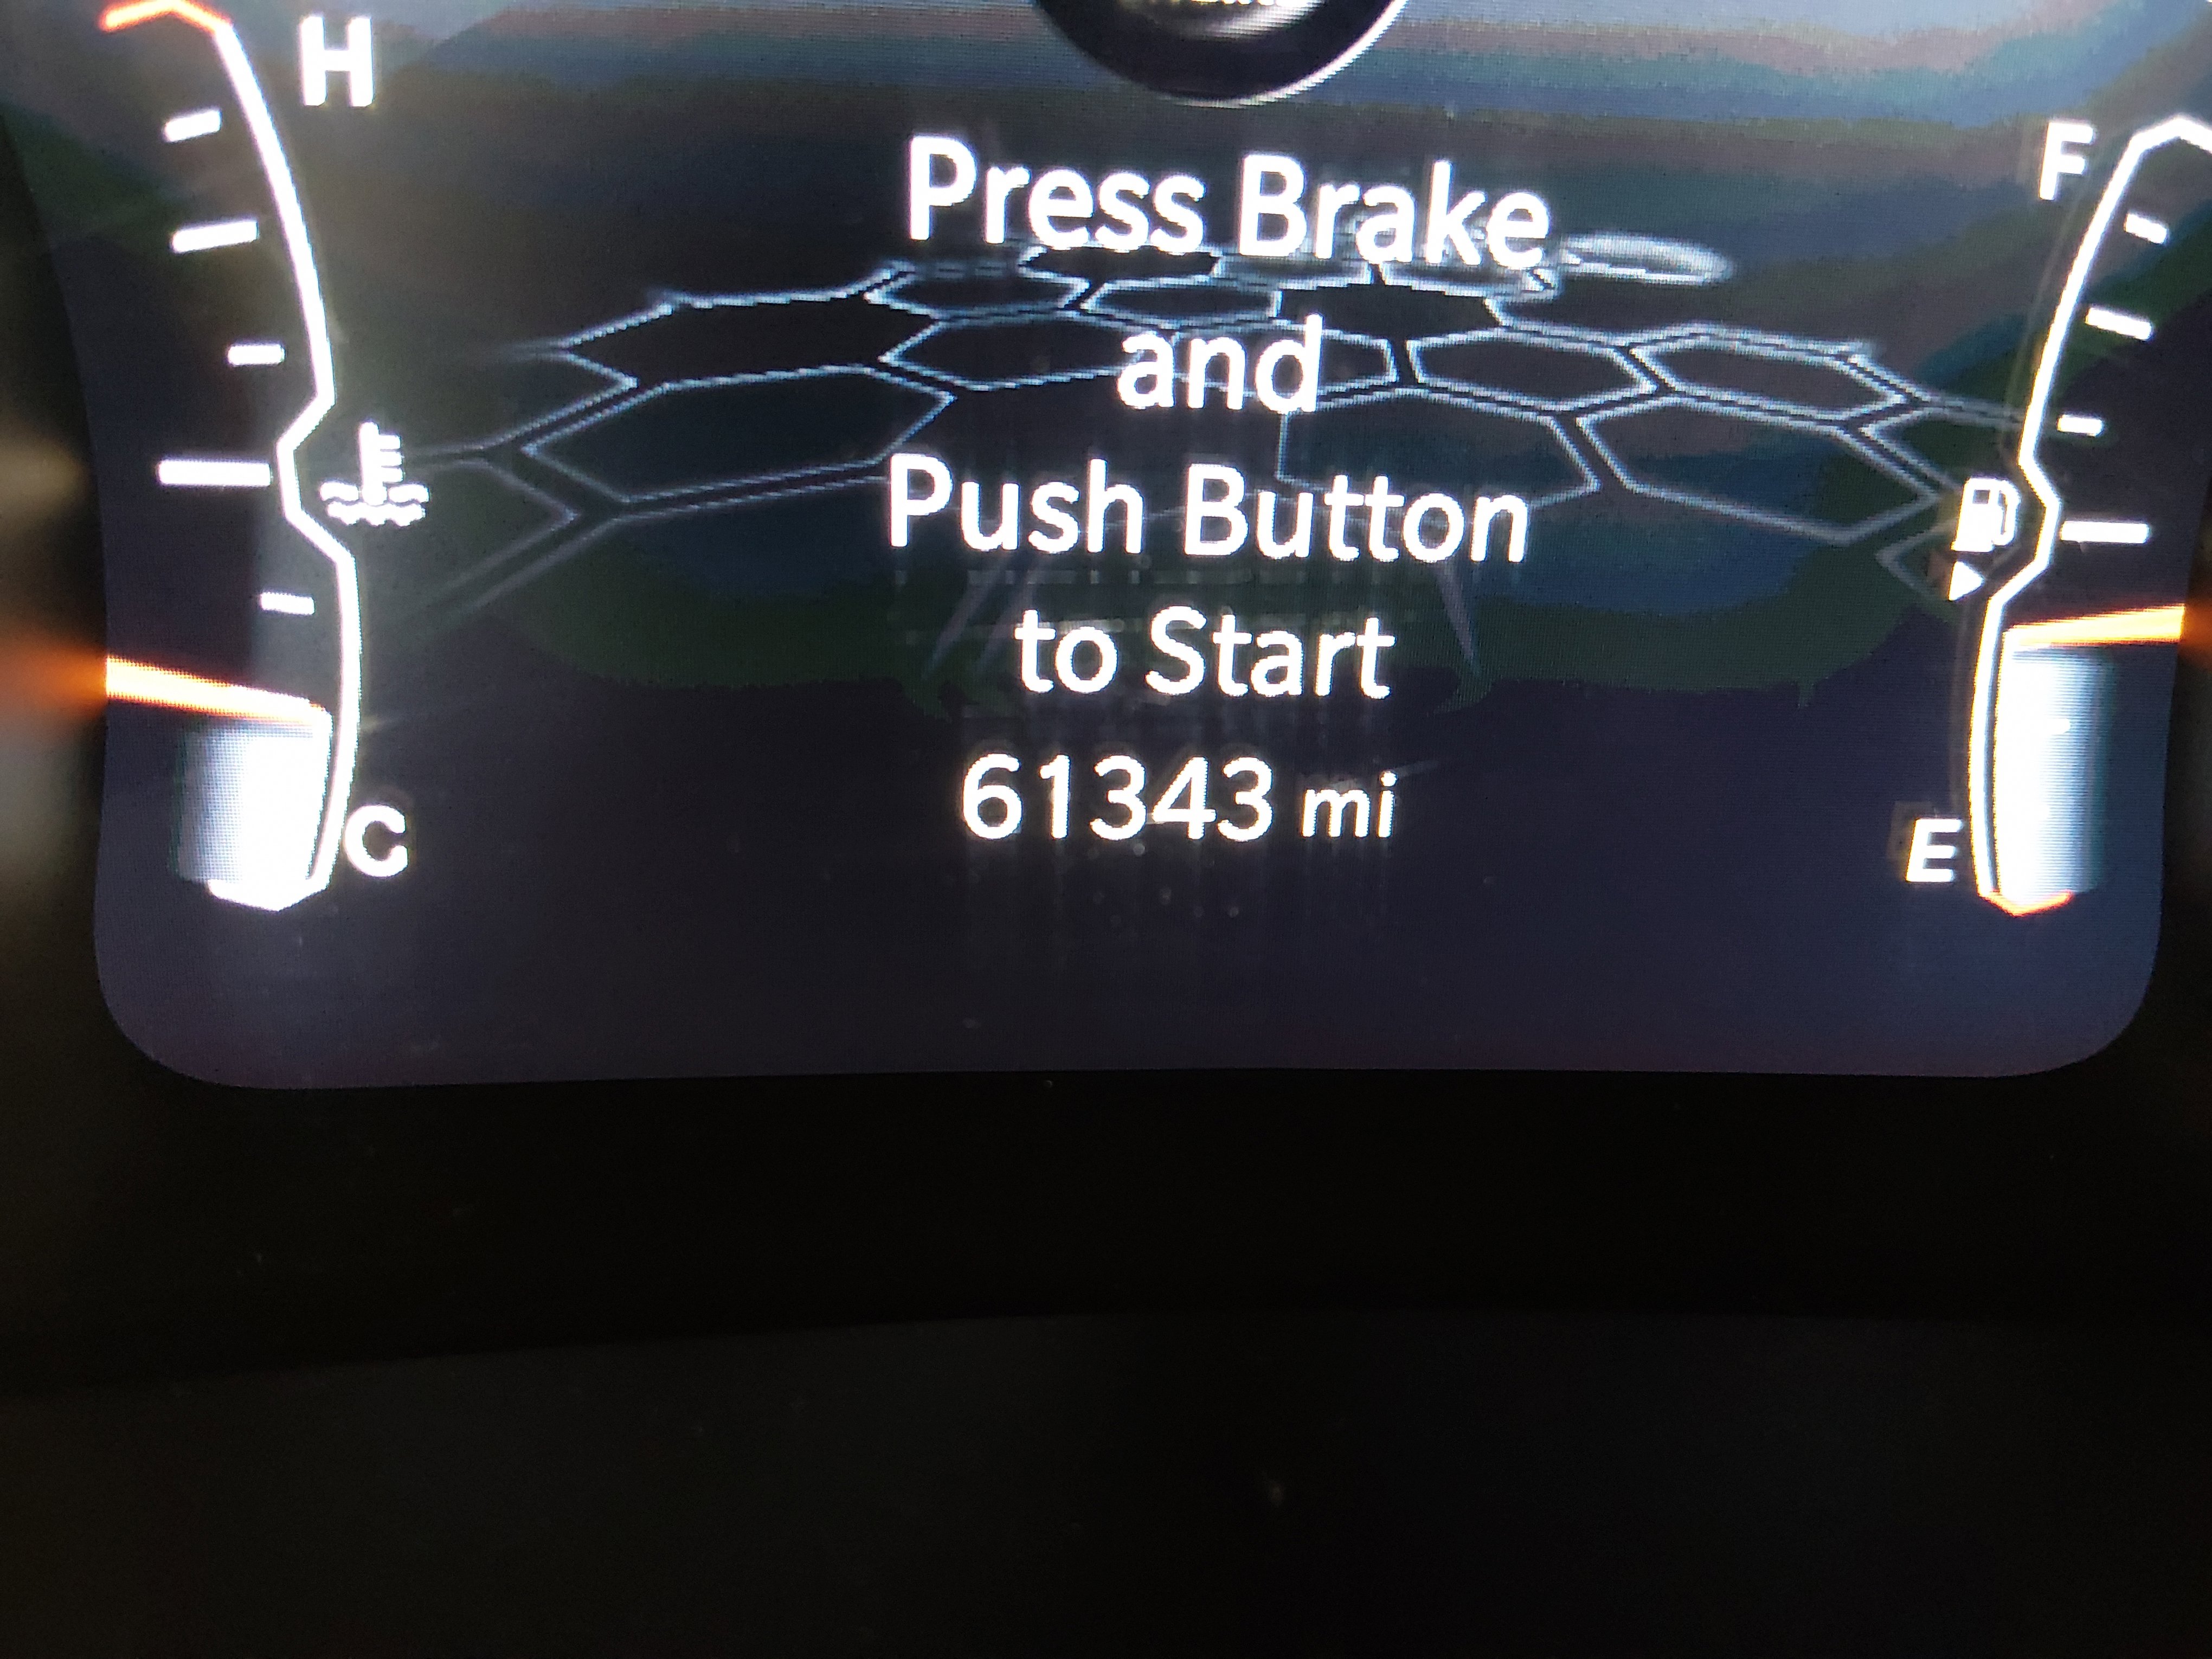 H
F
Press Brake
and
Push Button
to Start
61343 mi
C
E